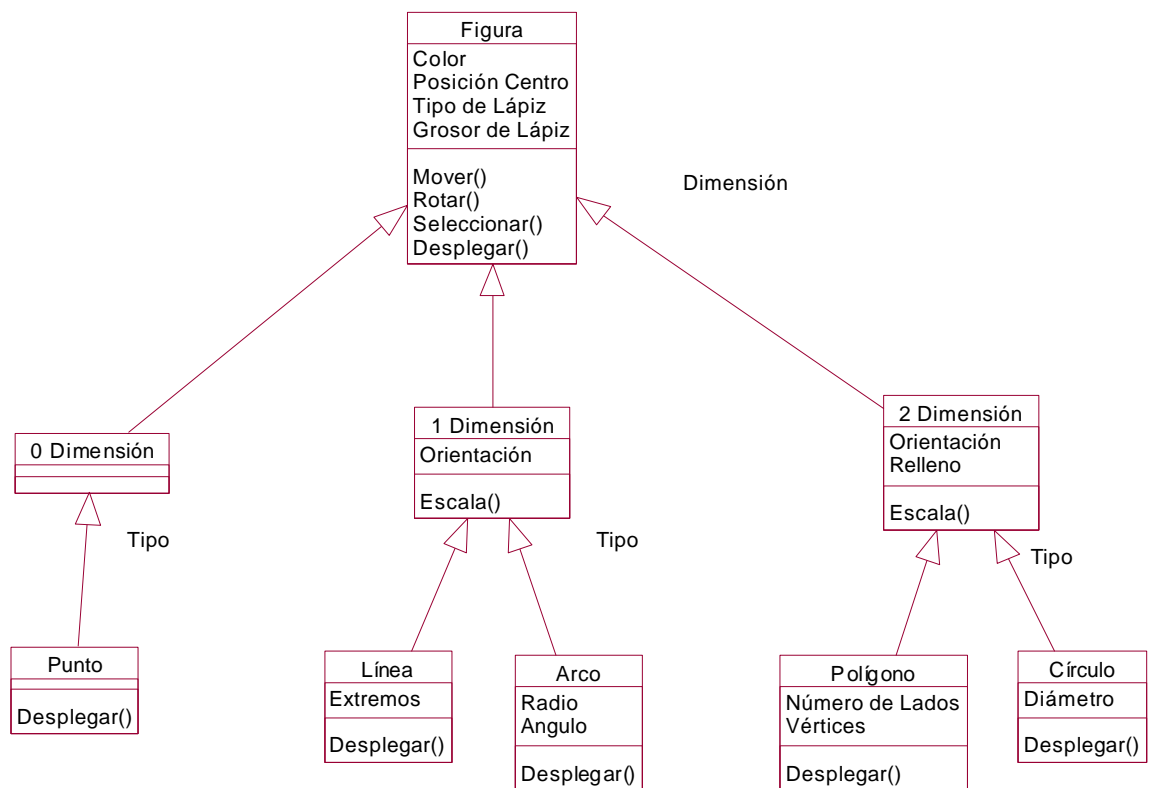 Figura
Color
Posición Centro
Tipo de Lápiz
Grosor de Lápiz
Mover()
Rotar()
Seleccionar()
Desplegar()
Dimensión
0 Dimensión
1 Dimensión
Orientación
Escala()
2 Dimensión
Orientación
Relleno
Escala()
Tipo
Tipo
Tipo
Punto
Desplegar()
Línea
Extremos
Desplegar()
Arco
Radio
Angulo
Desplegar()
Polígono
Número de Lados
Vértices
Desplegar()
Círculo
Diámetro
Desplegar()